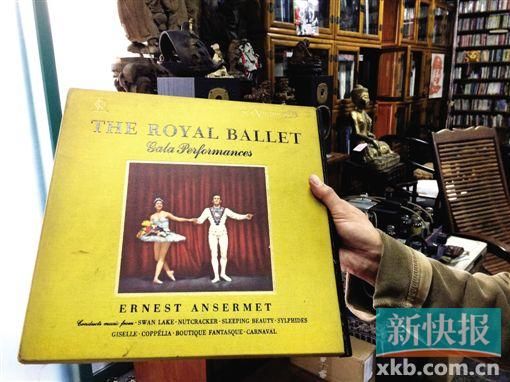 THE ROYAL BALLET
Gala Performances
ERNEST ANSERMET
Conducts music from · SWAN LAKE · NUTCRACKER · SLEEPING BEAUTY · SYLPHIDES
GISELLE · COPPÉLIA · BOUTIQUE FANTASQUE · CARNAVAL
新快报
xkb.com.cn